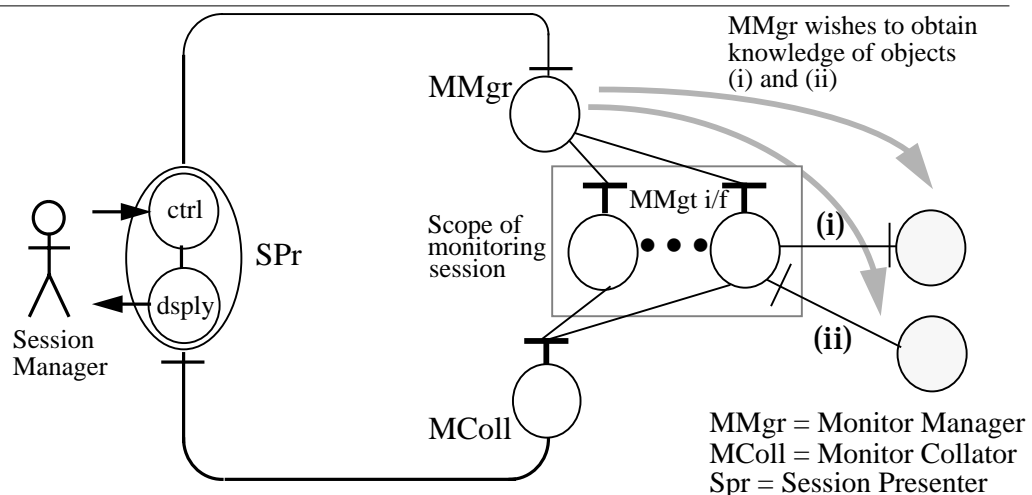 MMgr wishes to obtain
knowledge of objects
(i) and (ii)
MMgr
ctrl
SPr
dsply
Session
Manager
Scope of
monitoring
session
MMgt i/f
(i)
(ii)
MColl
MMgr = Monitor Manager
MColl = Monitor Collator
Spr = Session Presenter